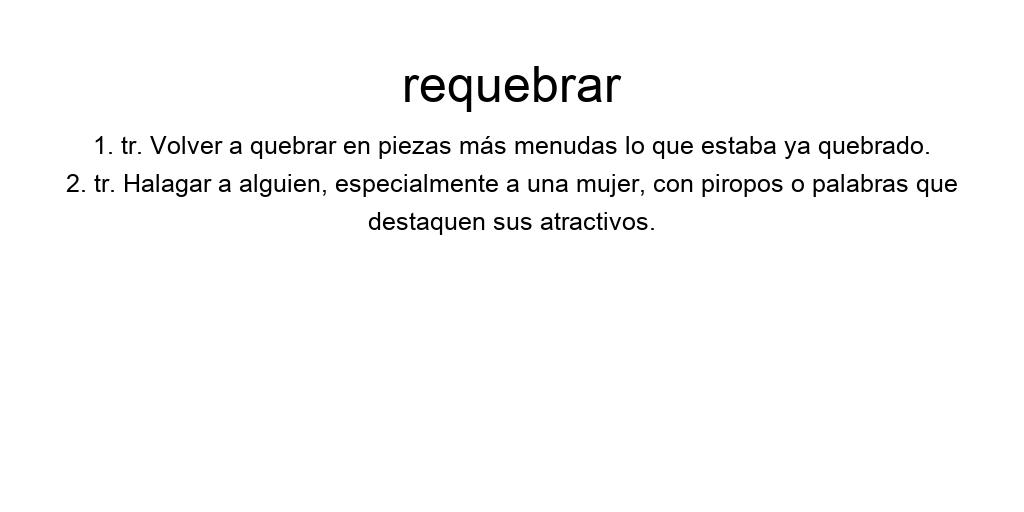 requebrar
1. tr. Volver a quebrar en piezas más menudas lo que estaba ya quebrado.
2. tr. Halagar a alguien, especialmente a una mujer, con piropos o palabras que
destaquen sus atractivos.